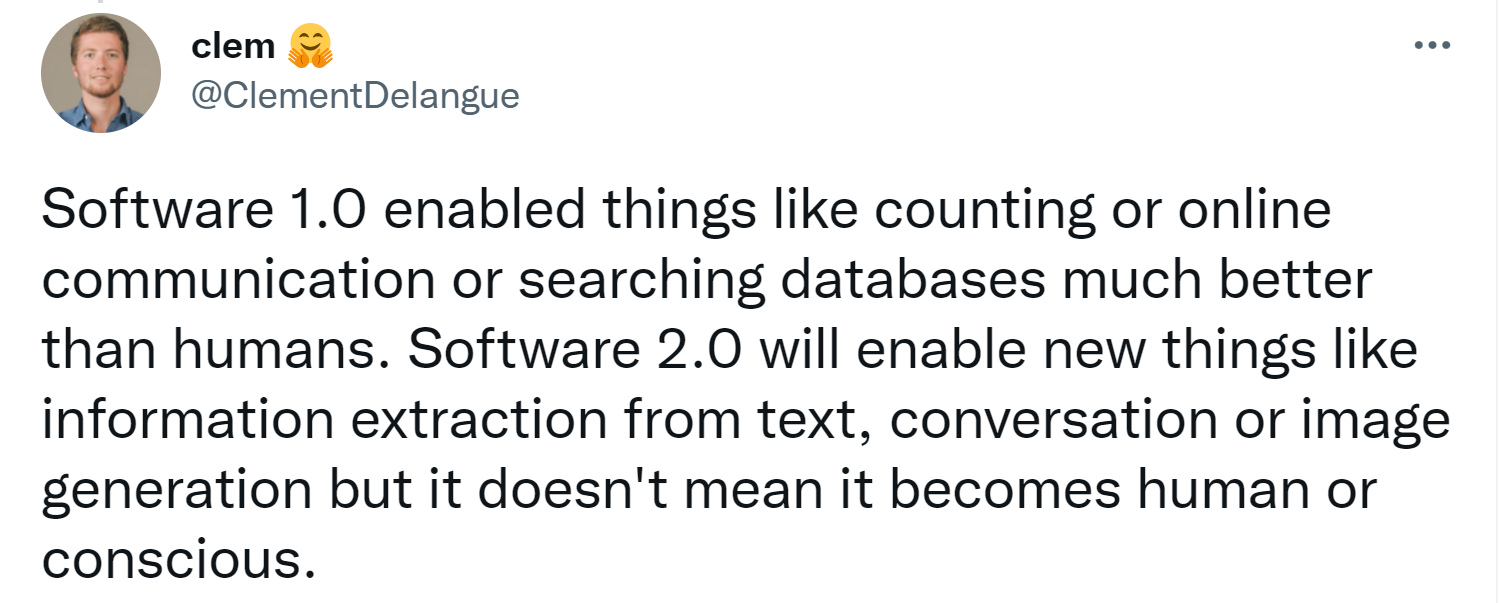 clem 🤗
@ClementDelangue
Software 1.0 enabled things like counting or online
communication or searching databases much better
than humans. Software 2.0 will enable new things like
information extraction from text, conversation or image
generation but it doesn't mean it becomes human or
conscious.